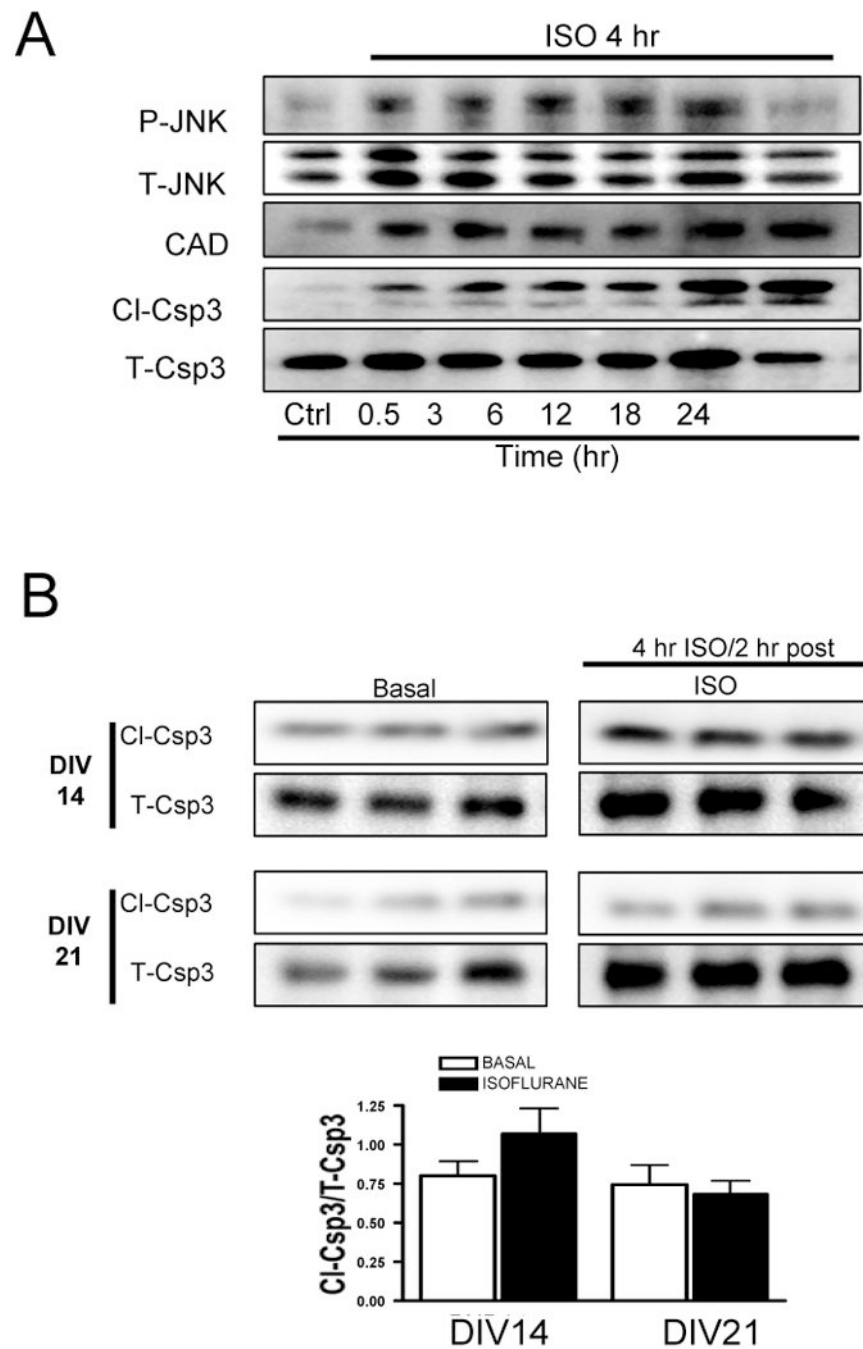 A
ISO 4 hr
P-JNK
T-JNK
CAD
Cl-Csp3
T-Csp3
Ctrl 0.5 3 6 12 18 24
Time (hr)
B
4 hr ISO/2 hr post
Basal ISO
DIV 14
Cl-Csp3
T-Csp3
DIV 21
Cl-Csp3
T-Csp3
BASAL
ISOFLURANE
Cl-Csp3/T-Csp3
1.25
1.00
0.75
0.50
0.25
0.00
DIV14 DIV21